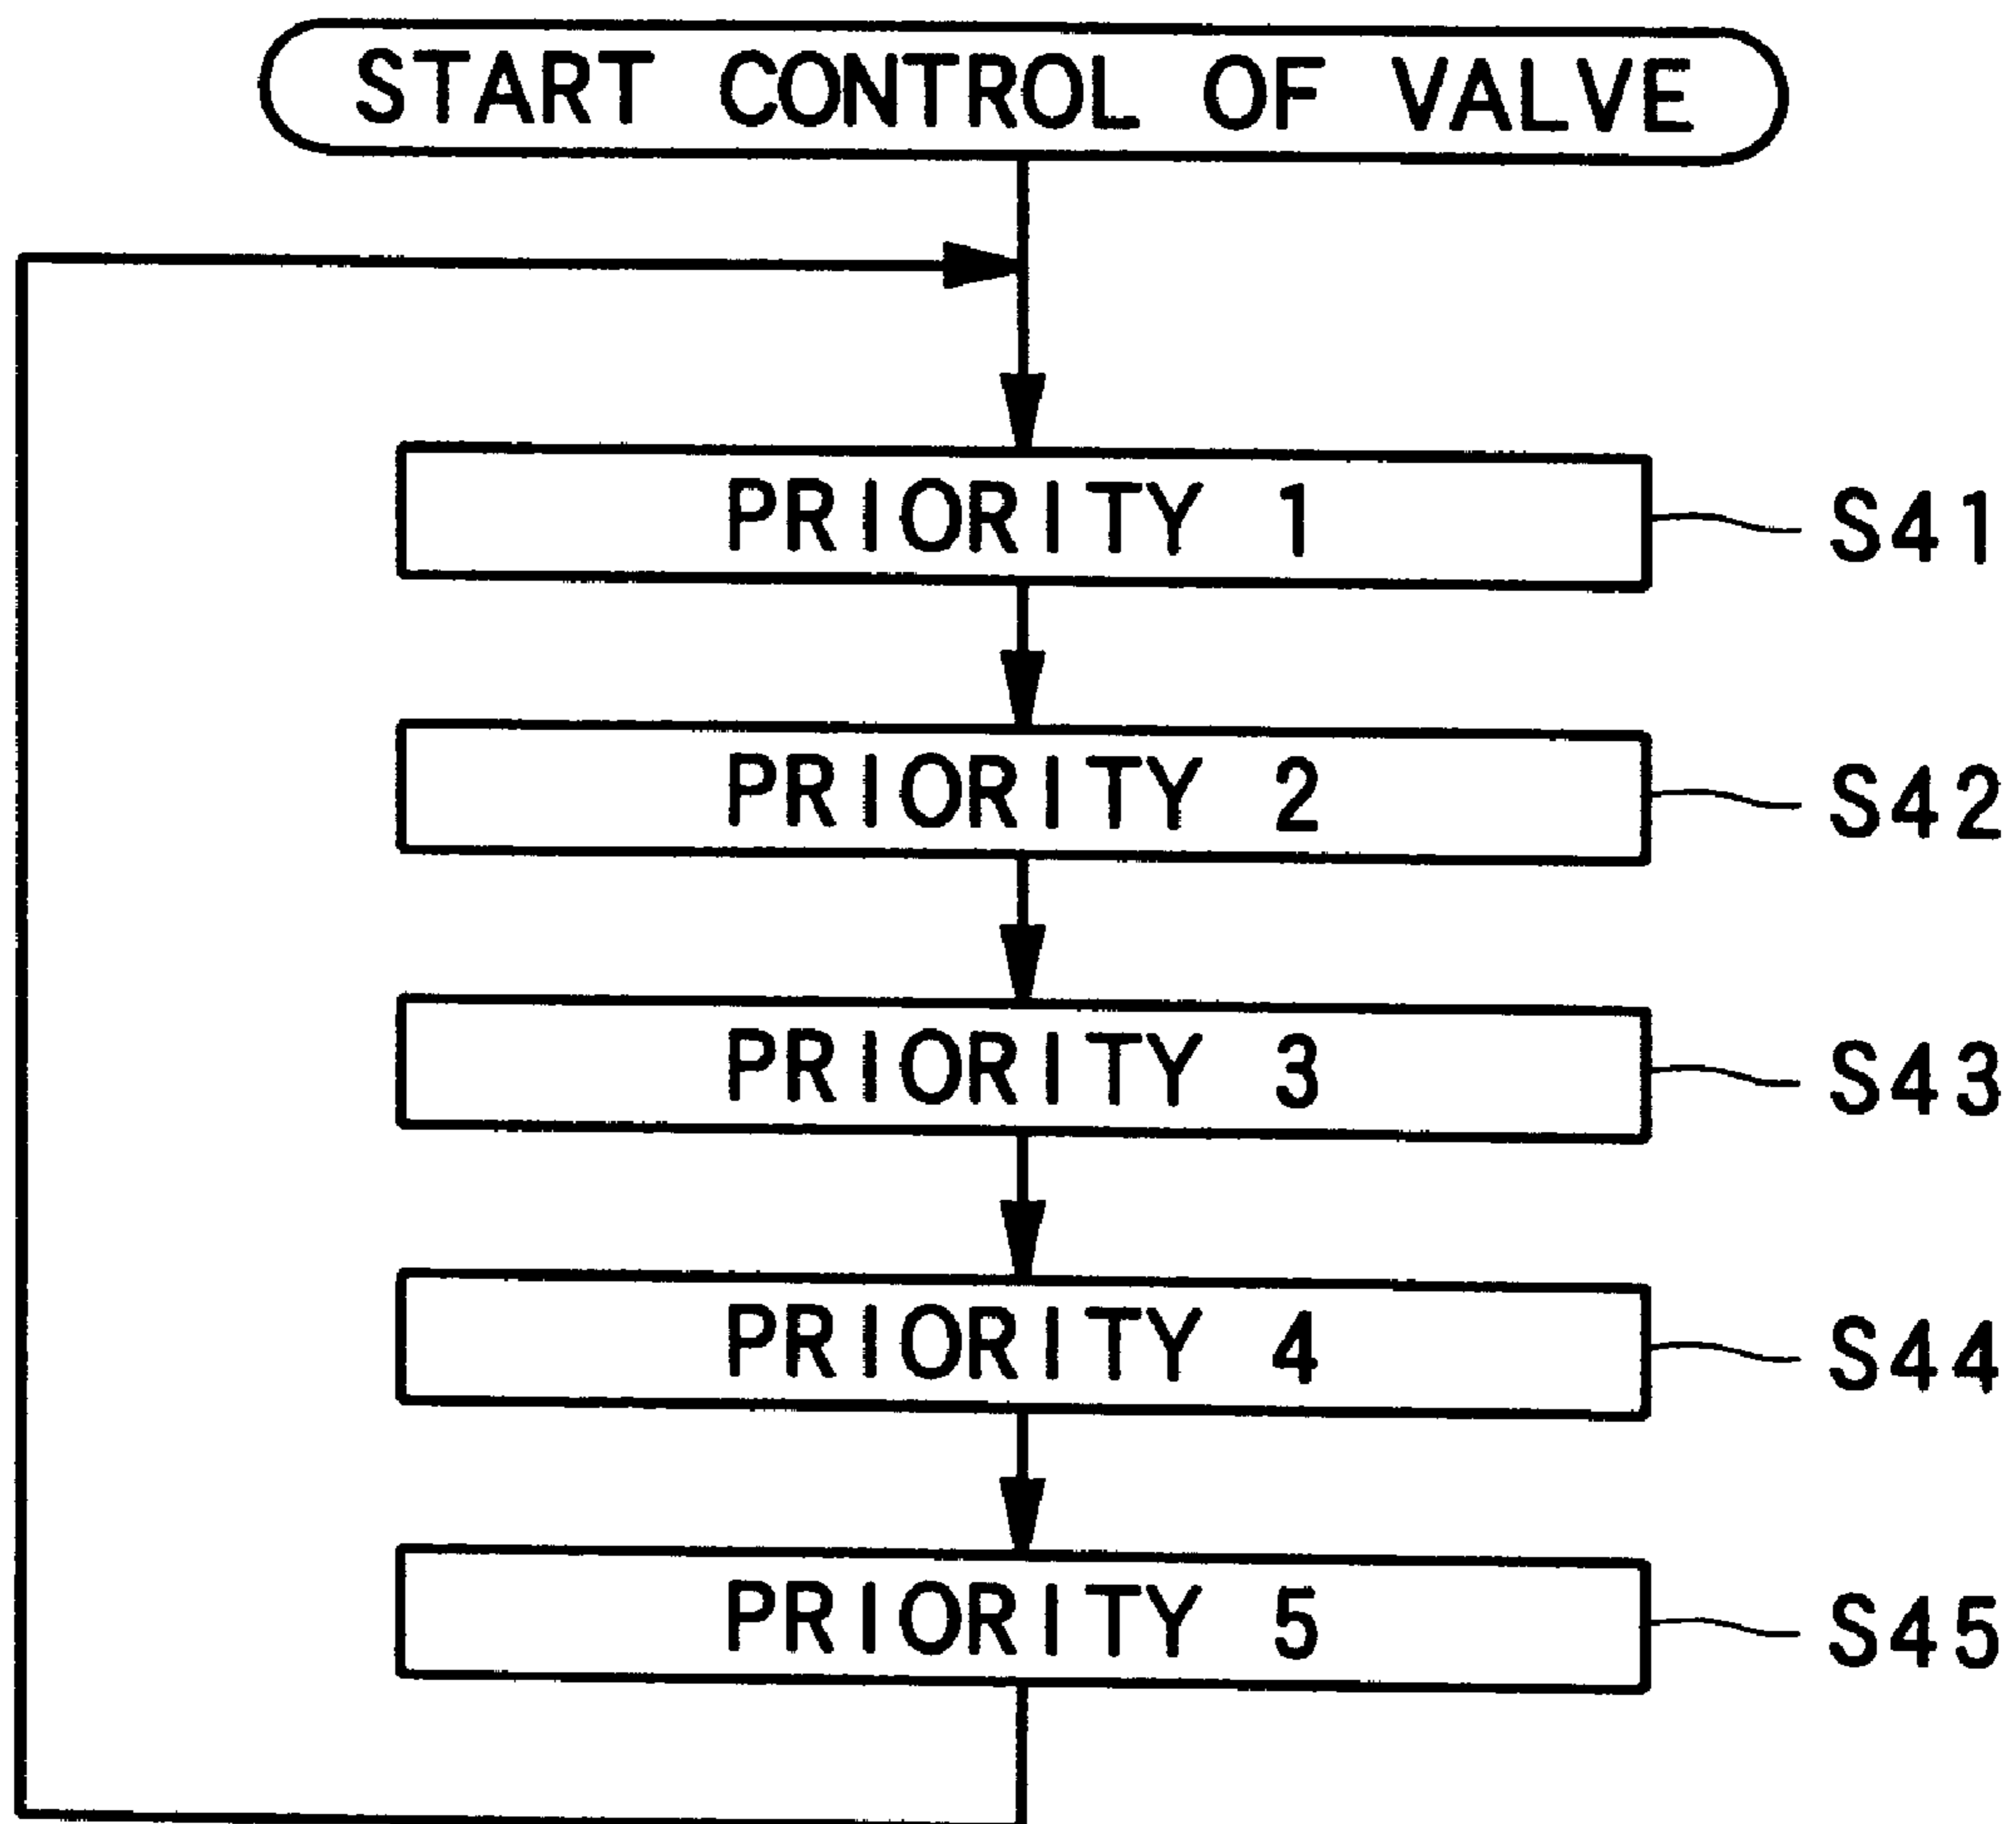 START CONTROL OF VALVE
PRIORITY 1 S41
PRIORITY 2 S42
PRIORITY 3 S43
PRIORITY 4 S44
PRIORITY 5 S45